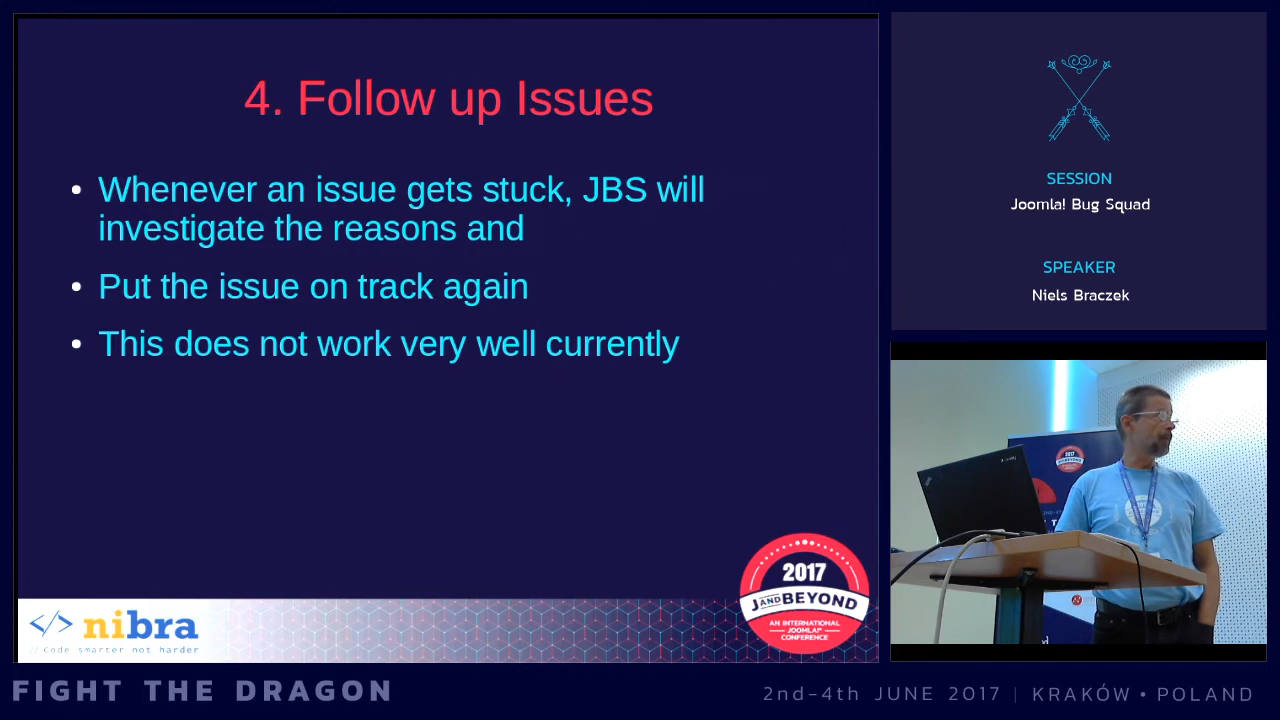 4. Follow up Issues
• Whenever an issue gets stuck, JBS will
investigate the reasons and
• Put the issue on track again
• This does not work very well currently
</> nibra
// Code smarter not harder
2017
J AND BEYOND
AN INTERNATIONAL
JOOMLA!
CONFERENCE
SESSION
Joomla! Bug Squad
SPEAKER
Niels Braczek
2017
FIGHT THE DRAGON
2nd-4th JUNE 2017 | KRAKÓW • POLAND